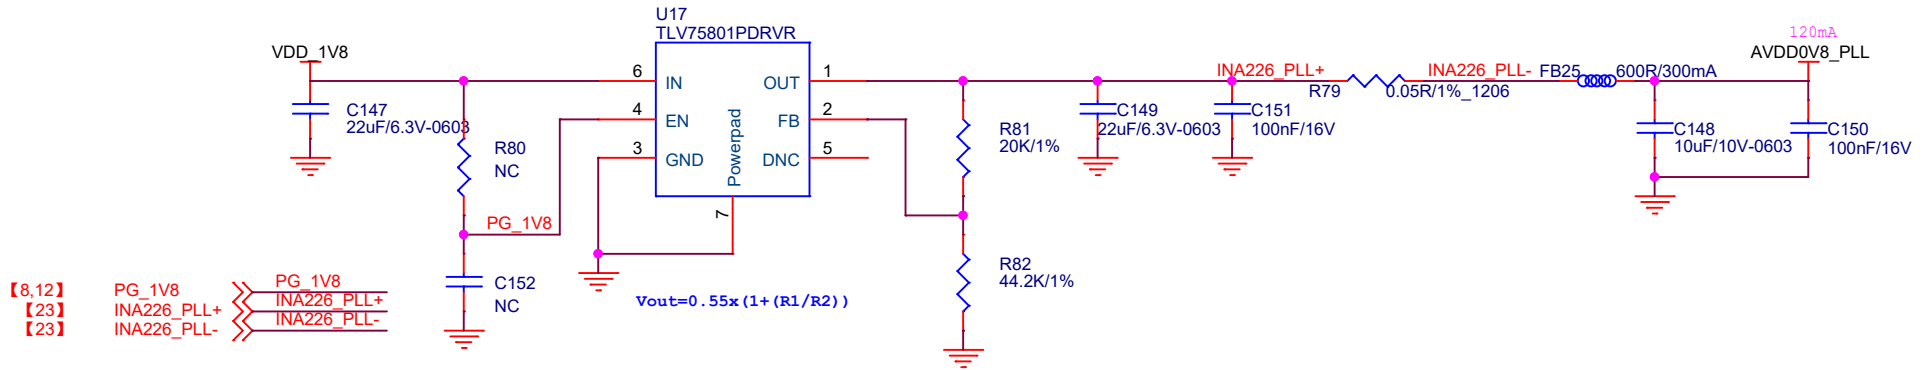 U17
TLV75801PDRVR
VDD_1V8
120mA
AVDD0V8_PLL
6
IN
OUT
1
INA226_PLL+
INA226_PLL-
FB25
600R/300mA
R79
0.05R/1%_1206
C147
22uF/6.3V-0603
4
EN
FB
2
C149
22uF/6.3V-0603
C151
100nF/16V
R81
20K/1%
C148
10uF/10V-0603
C150
100nF/16V
R80
NC
3
GND
DNC
5
Powerpad
7
PG_1V8
R82
44.2K/1%
C152
NC
Vout=0.55x(1+(R1/R2))
【8,12】
PG_1V8
PG_1V8
【23】
INA226_PLL+
INA226_PLL+
【23】
INA226_PLL-
INA226_PLL-